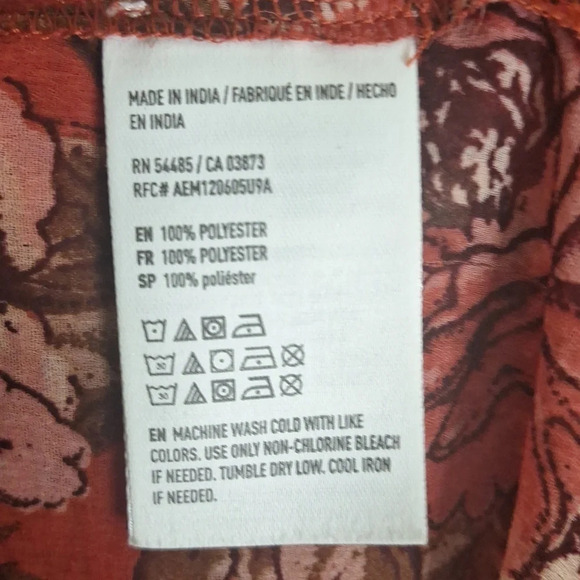 MADE IN INDIA / FABRIQUÉ EN INDE / HECHO
EN INDIA
RN 54485 / CA 03873
RFC# AEM120605U9A
EN 100% POLYESTER
FR 100% POLYESTER
SP 100% poliéster
30
30
EN MACHINE WASH COLD WITH LIKE
COLORS. USE ONLY NON-CHLORINE BLEACH
IF NEEDED. TUMBLE DRY LOW. COOL IRON
IF NEEDED.